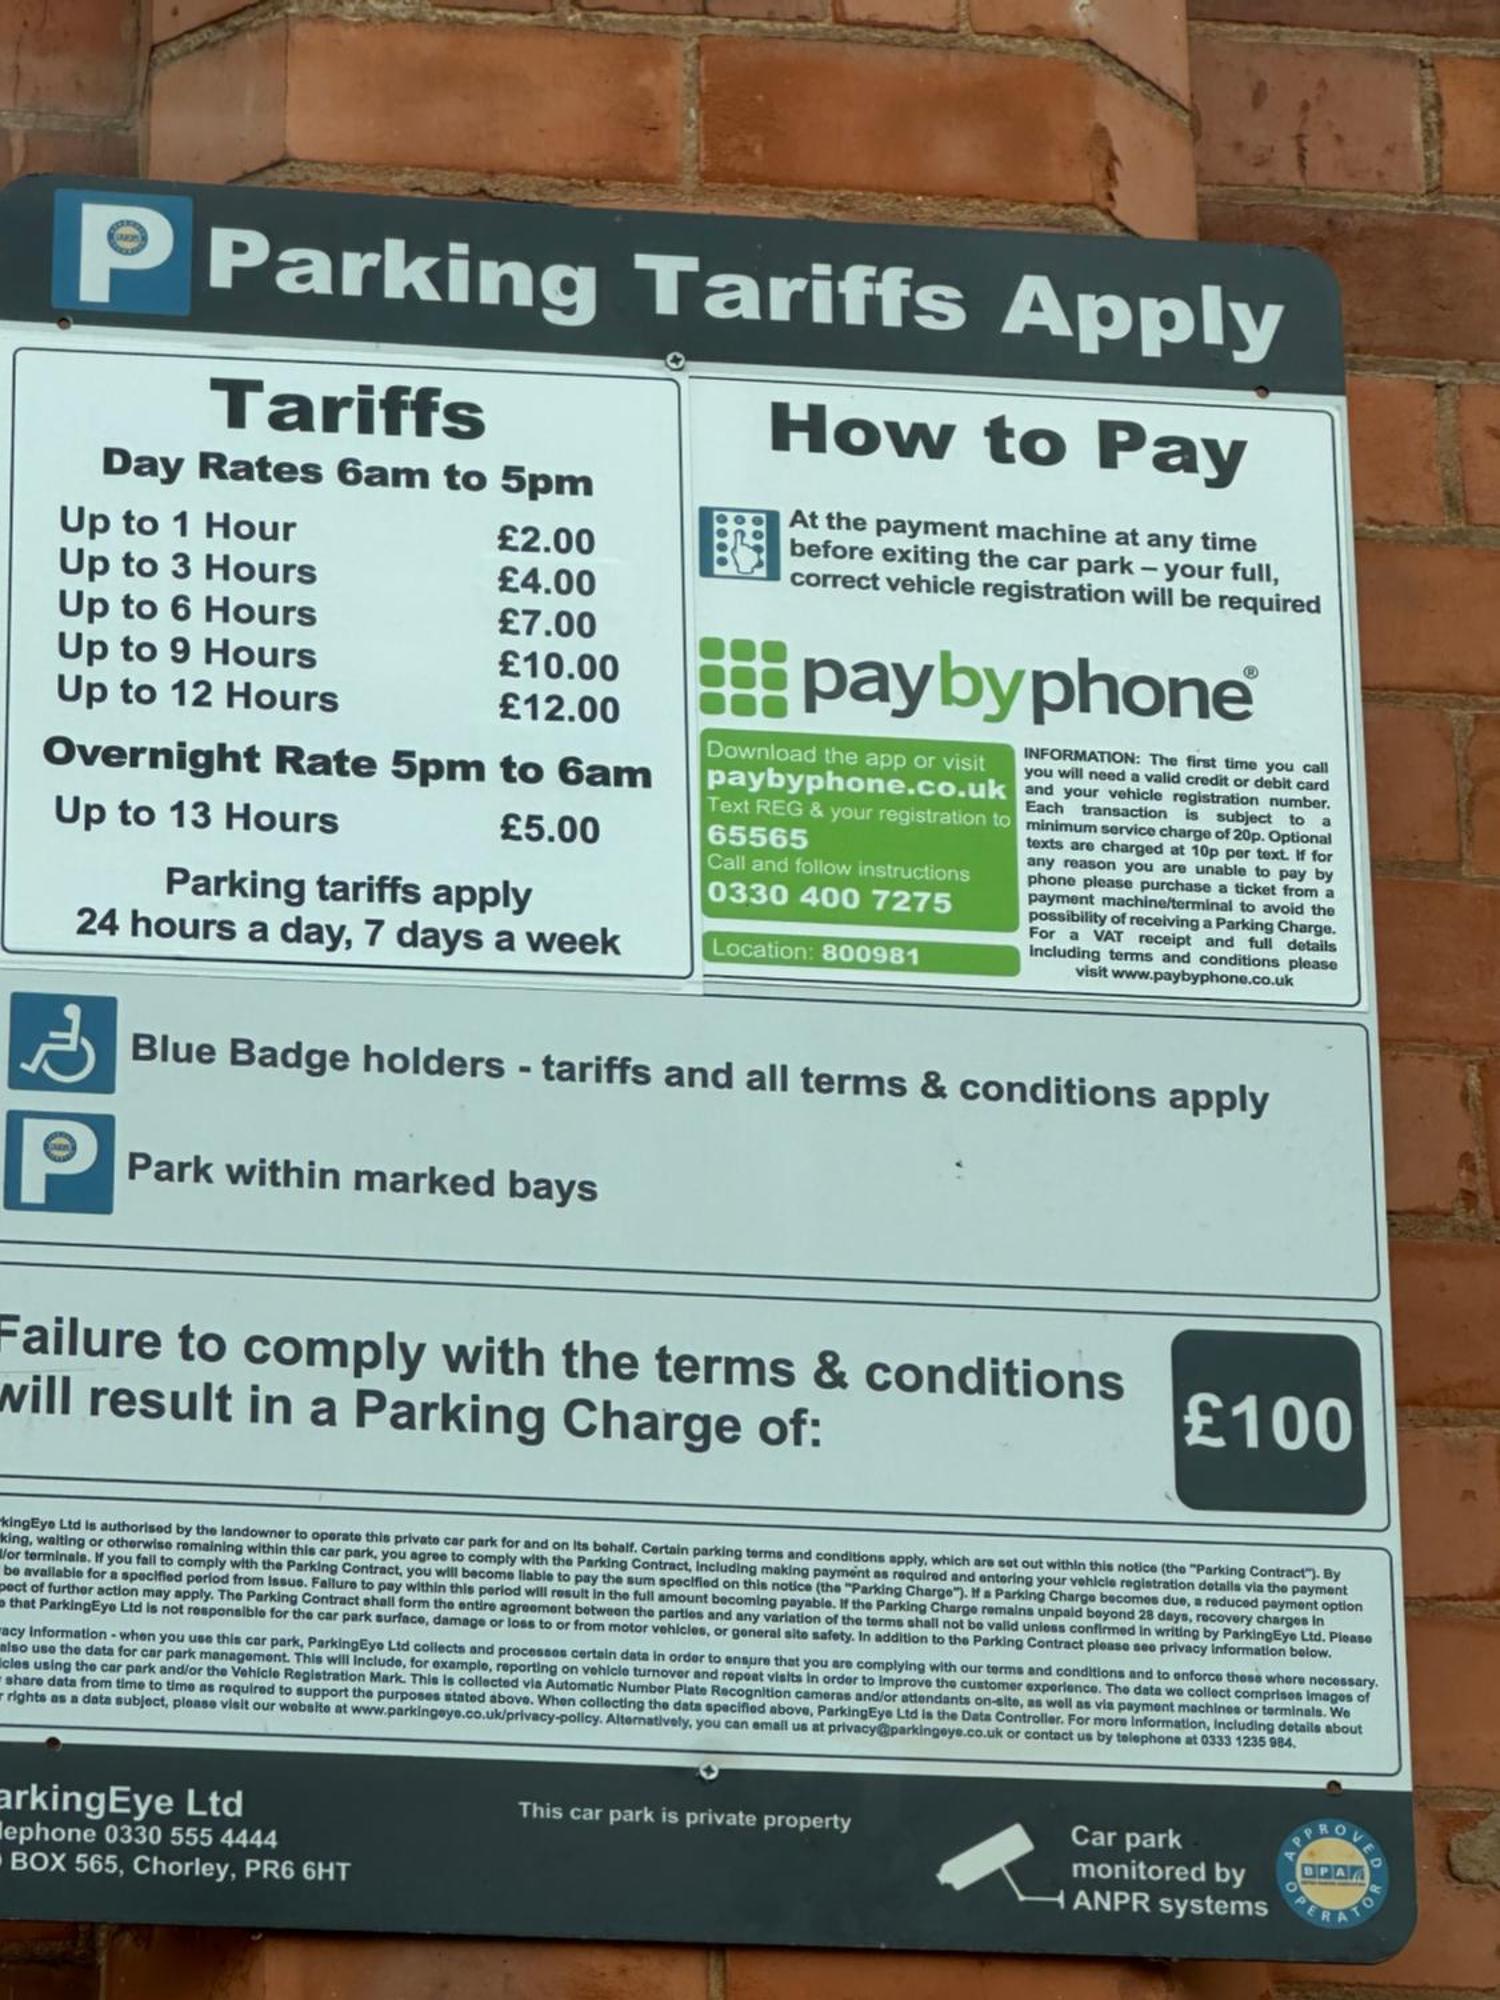 P Parking Tariffs Apply
Tariffs
Day Rates 6am to 5pm
Up to 1 Hour £2.00
Up to 3 Hours £4.00
Up to 6 Hours £7.00
Up to 9 Hours £10.00
Up to 12 Hours £12.00
Overnight Rate 5pm to 6am
Up to 13 Hours £5.00
Parking tariffs apply
24 hours a day, 7 days a week
How to Pay
At the payment machine at any time
before exiting the car park – your full,
correct vehicle registration will be required
paybyphone®
Download the app or visit
paybyphone.co.uk
Text REG & your registration to
65565
Call and follow instructions
0330 400 7275
Location: 800981
INFORMATION: The first time you call
you will need a valid credit or debit card
and your vehicle registration number.
Each transaction is subject to a
minimum service charge of 20p. Optional
texts are charged at 10p per text. If for
any reason you are unable to pay by
phone please purchase a ticket from a
payment machine/terminal to avoid the
possibility of receiving a Parking Charge.
For a VAT receipt and full details
including terms and conditions please
visit www.paybyphone.co.uk
Blue Badge holders - tariffs and all terms & conditions apply
P Park within marked bays
Failure to comply with the terms & conditions
will result in a Parking Charge of:
£100
rkingEye Ltd is authorised by the landowner to operate this private car park for and on its behalf. Certain parking terms and conditions apply, which are set out within this notice (the "Parking Contract"). By
king, waiting or otherwise remaining within this car park, you agree to comply with the Parking Contract, including making payment as required and entering your vehicle registration details via the payment
/or terminals. If you fail to comply with the Parking Contract, you will become liable to pay the sum specified on this notice (the "Parking Charge"). If a Parking Charge becomes due, a reduced payment option
be available for a specified period from issue. Failure to pay within this period will result in the full amount becoming payable. If the Parking Charge remains unpaid beyond 28 days, recovery charges in
pect of further action may apply. The Parking Contract shall form the entire agreement between the parties and any variation of the terms shall not be valid unless confirmed in writing by ParkingEye Ltd. Please
e that ParkingEye Ltd is not responsible for the car park surface, damage or loss to or from motor vehicles, or general site safety. In addition to the Parking Contract please see privacy information below.
acy Information - when you use this car park, ParkingEye Ltd collects and processes certain data in order to ensure that you are complying with our terms and conditions and to enforce these where necessary.
also use the data for car park management. This will include, for example, reporting on vehicle turnover and repeat visits in order to improve the customer experience. The data we collect comprises images of
icles using the car park and/or the Vehicle Registration Mark. This is collected via Automatic Number Plate Recognition cameras and/or attendants on-site, as well as via payment machines or terminals. We
share data from time to time as required to support the purposes stated above. When collecting the data specified above, ParkingEye Ltd is the Data Controller. For more information, including details about
r rights as a data subject, please visit our website at www.parkingeye.co.uk/privacy-policy. Alternatively, you can email us at privacy@parkingeye.co.uk or contact us by telephone at 0333 1235 984.
arkingEye Ltd
lephone 0330 555 4444
BOX 565, Chorley, PR6 6HT
This car park is private property
Car park
monitored by
ANPR systems
APPROVED
BPA
OPERATOR